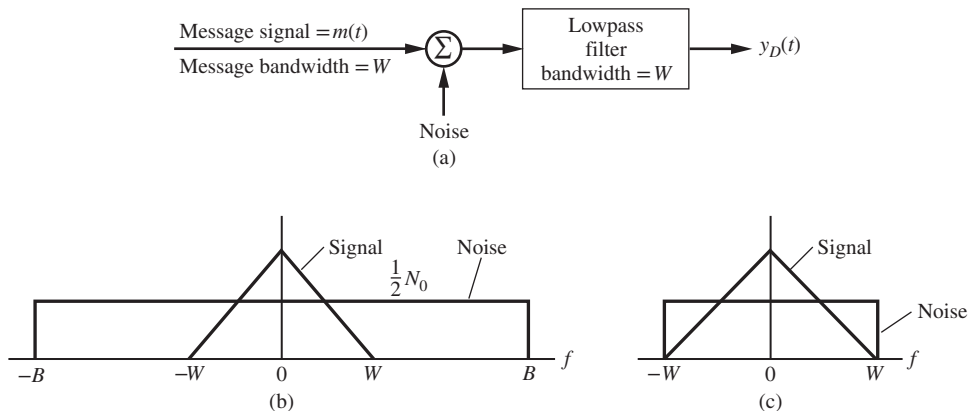 Message signal = m(t)
Message bandwidth = W
Σ
Lowpass
filter
bandwidth = W
y_D(t)
Noise
(a)
Signal
Noise
1/2 N_0
-B
-W
0
W
B
f
(b)
Signal
Noise
-W
0
W
f
(c)